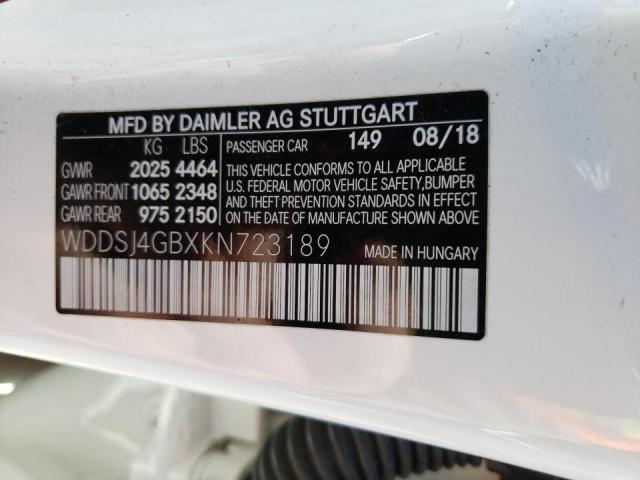 MFD BY DAIMLER AG STUTTGART
KG LBS
GVWR 2025 4464
GAWR FRONT 1065 2348
GAWR REAR 975 2150
PASSENGER CAR 149 08/18
THIS VEHICLE CONFORMS TO ALL APPLICABLE
U.S. FEDERAL MOTOR VEHICLE SAFETY,BUMPER
AND THEFT PREVENTION STANDARDS IN EFFECT
ON THE DATE OF MANUFACTURE SHOWN ABOVE
WDDSJ4GBXKN723189
MADE IN HUNGARY